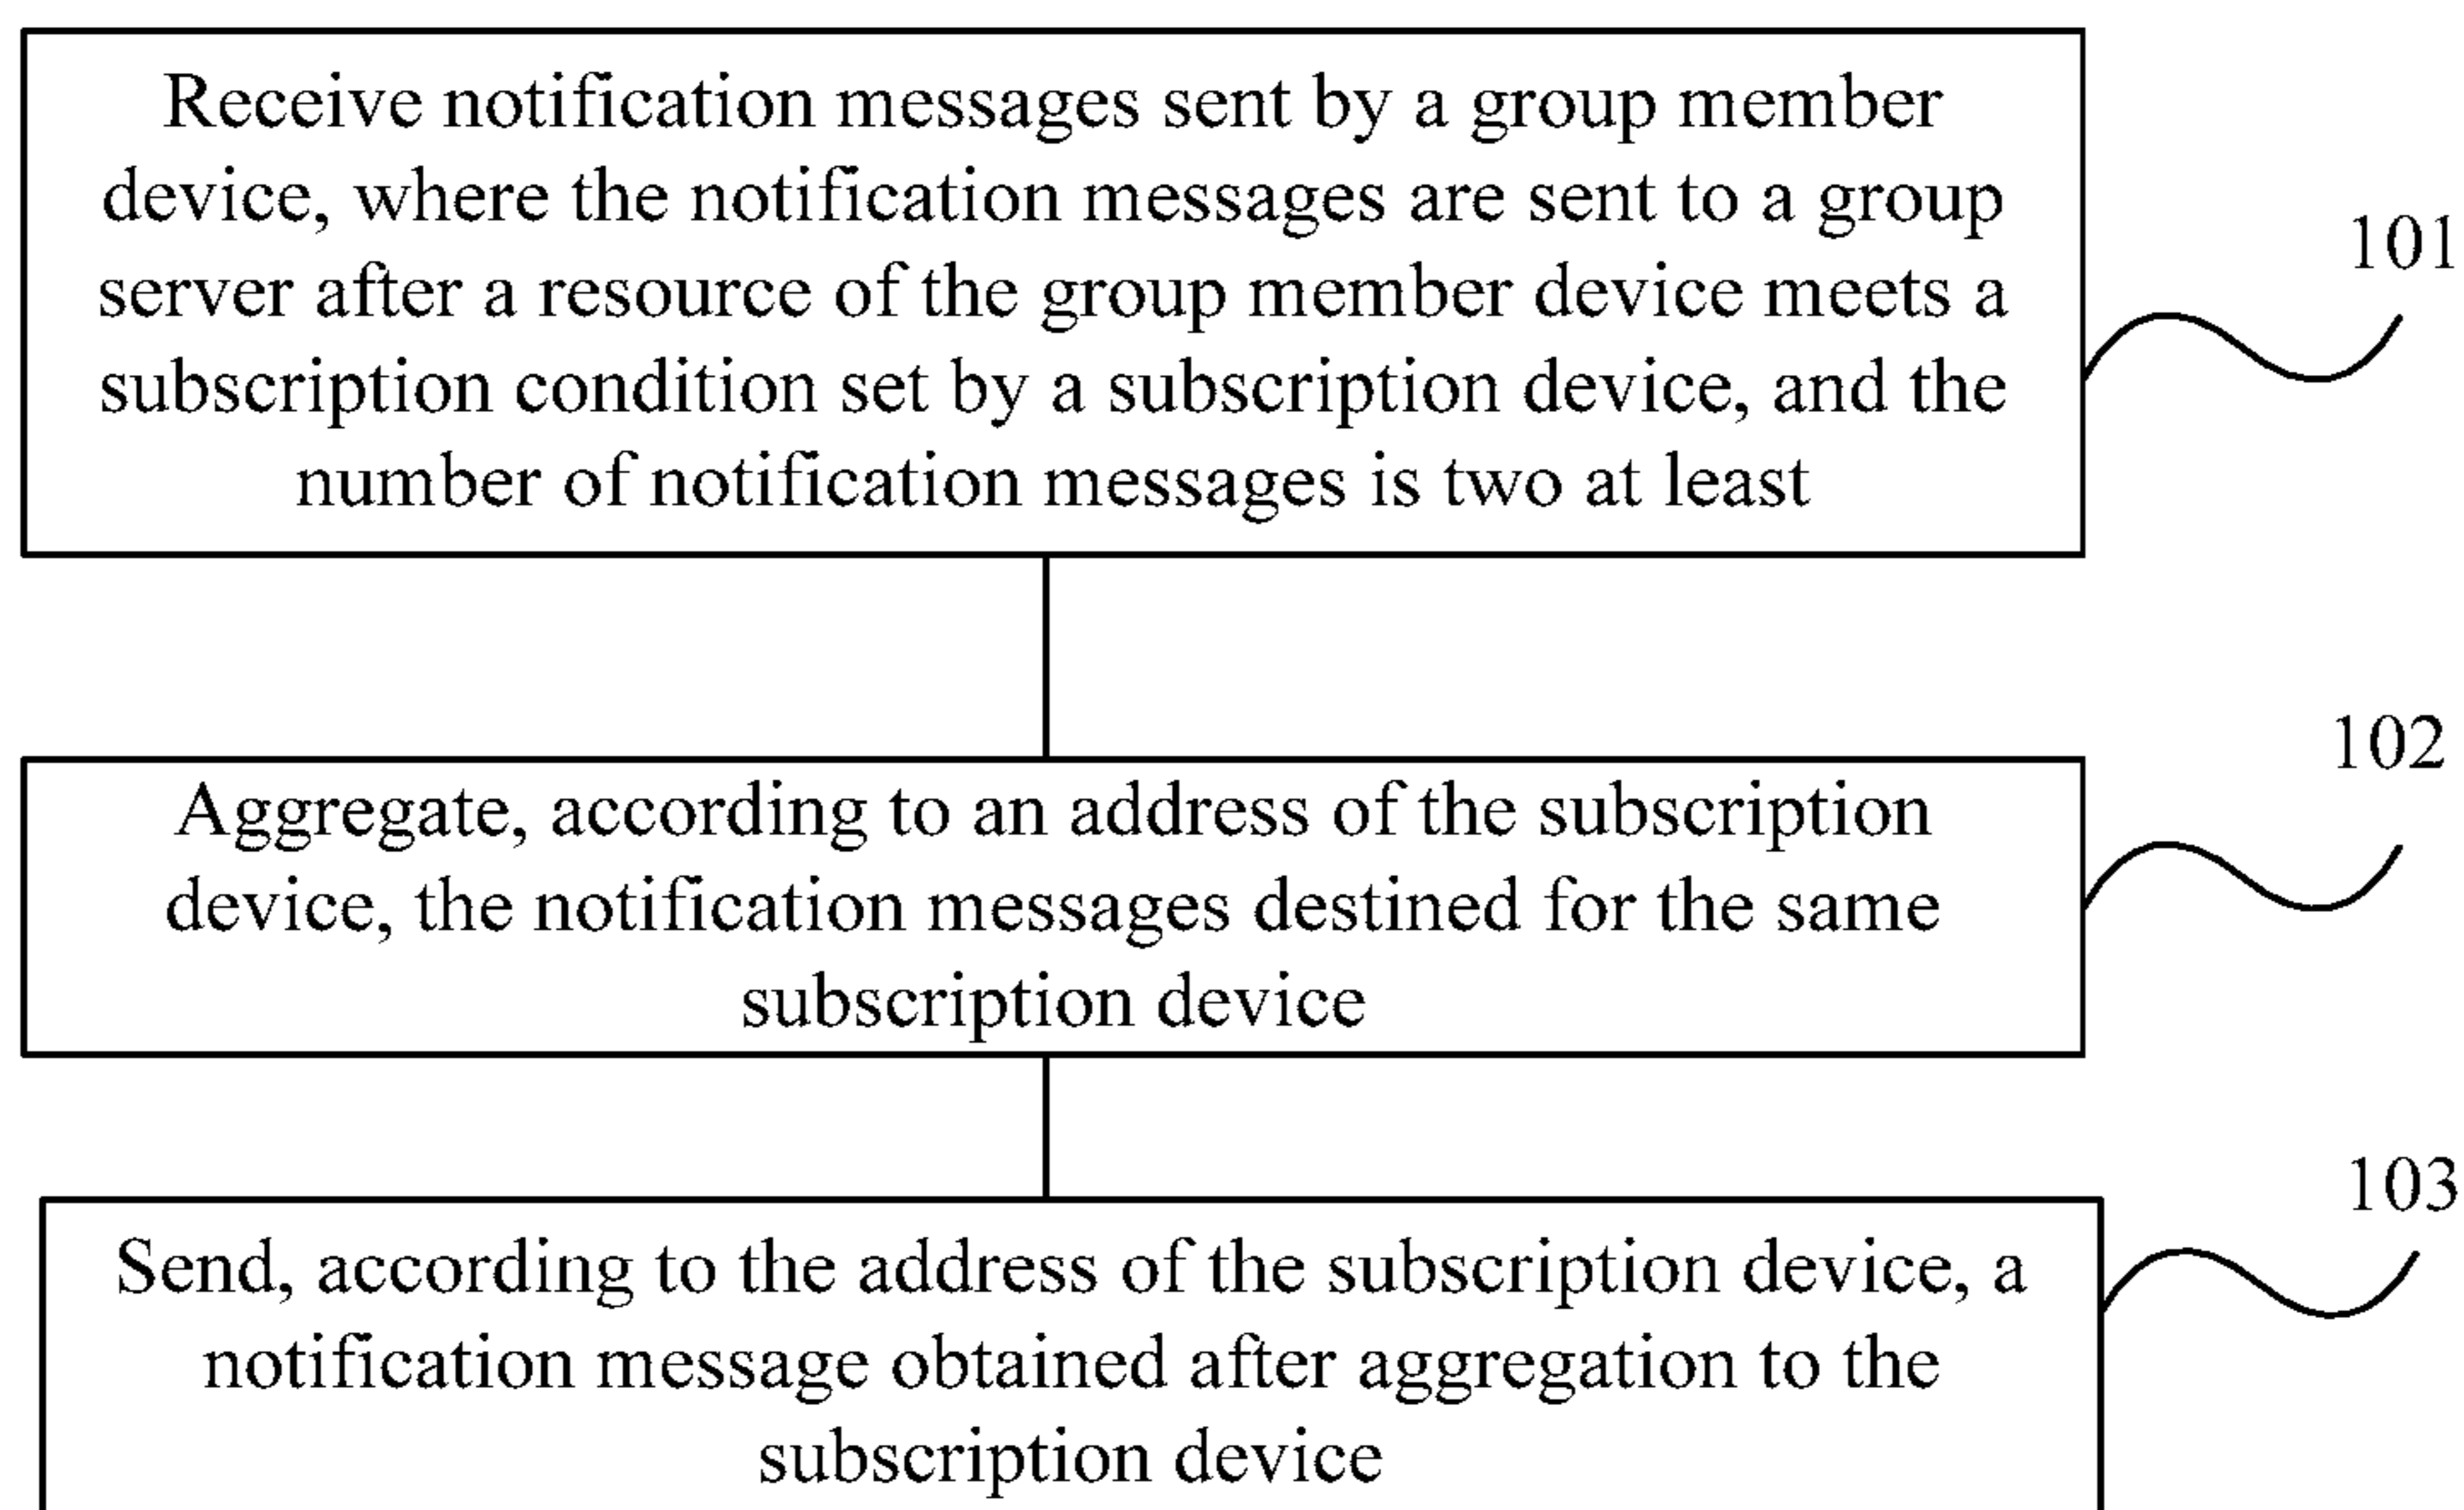 Receive notification messages sent by a group member
device, where the notification messages are sent to a group
server after a resource of the group member device meets a
subscription condition set by a subscription device, and the
number of notification messages is two at least
101
Aggregate, according to an address of the subscription
device, the notification messages destined for the same
subscription device
102
Send, according to the address of the subscription device, a
notification message obtained after aggregation to the
subscription device
103